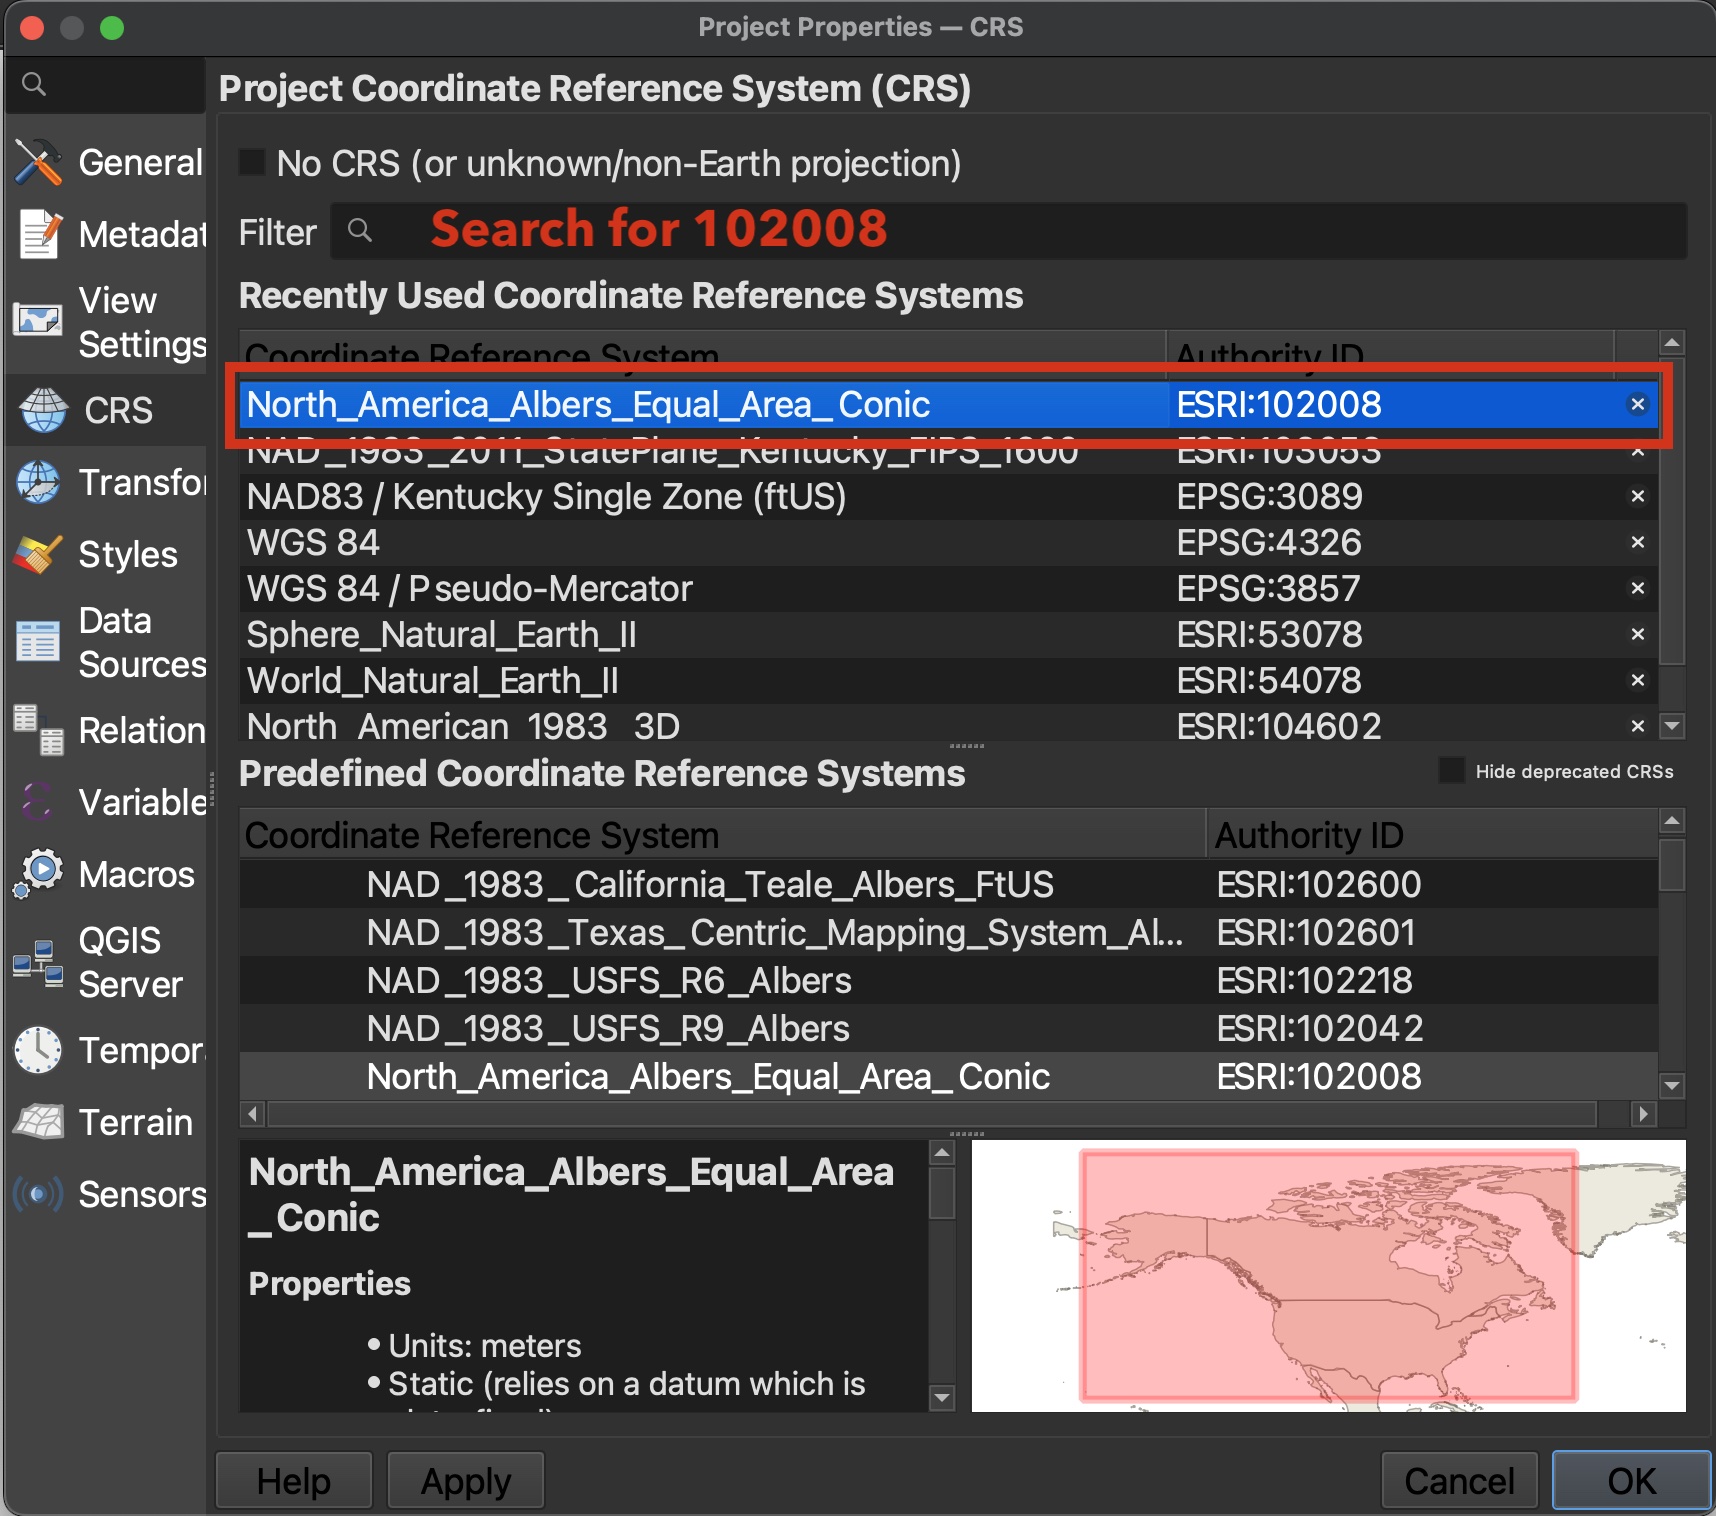 Project Properties — CRS
Project Coordinate Reference System (CRS)
General
Metadat
View
Settings
CRS
Transfo
Styles
Data
Sources
Relation
Variable
Macros
QGIS
Server
Tempor
Terrain
Sensors
No CRS (or unknown/non-Earth projection)
Filter Search for 102008
Recently Used Coordinate Reference Systems
Coordinate Reference System Authority ID
North_America_Albers_Equal_Area_Conic ESRI:102008
NAD_1983_2011_StatePlane_Kentucky_FIPS_1600 ESRI:103053
NAD83 / Kentucky Single Zone (ftUS) EPSG:3089
WGS 84 EPSG:4326
WGS 84 / Pseudo-Mercator EPSG:3857
Sphere_Natural_Earth_II ESRI:53078
World_Natural_Earth_II ESRI:54078
North American 1983 3D ESRI:104602
Predefined Coordinate Reference Systems Hide deprecated CRSs
Coordinate Reference System Authority ID
NAD_1983_California_Teale_Albers_FtUS ESRI:102600
NAD_1983_Texas_Centric_Mapping_System_Al... ESRI:102601
NAD_1983_USFS_R6_Albers ESRI:102218
NAD_1983_USFS_R9_Albers ESRI:102042
North_America_Albers_Equal_Area_Conic ESRI:102008
North_America_Albers_Equal_Area
_Conic
Properties
• Units: meters
• Static (relies on a datum which is
Help Apply Cancel OK